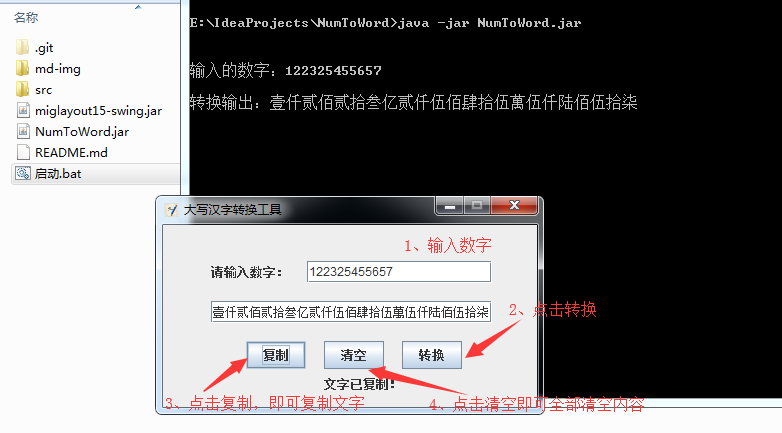 名称
.git
md-img
src
miglayout15-swing.jar
NumToWord.jar
README.md
启动.bat
E:\IdeaProjects\NumToWord>java -jar NumToWord.jar
输入的数字：122325455657
转换输出：壹仟贰佰贰拾叁亿贰仟伍佰肆拾伍萬伍仟陆佰伍拾柒
大写汉字转换工具
1、输入数字
请输入数字： 122325455657
壹仟贰佰贰拾叁亿贰仟伍佰肆拾伍萬伍仟陆佰伍拾柒
2、点击转换
复制 清空 转换
文字已复制：
3、点击复制，即可复制文字
4、点击清空即可全部清空内容